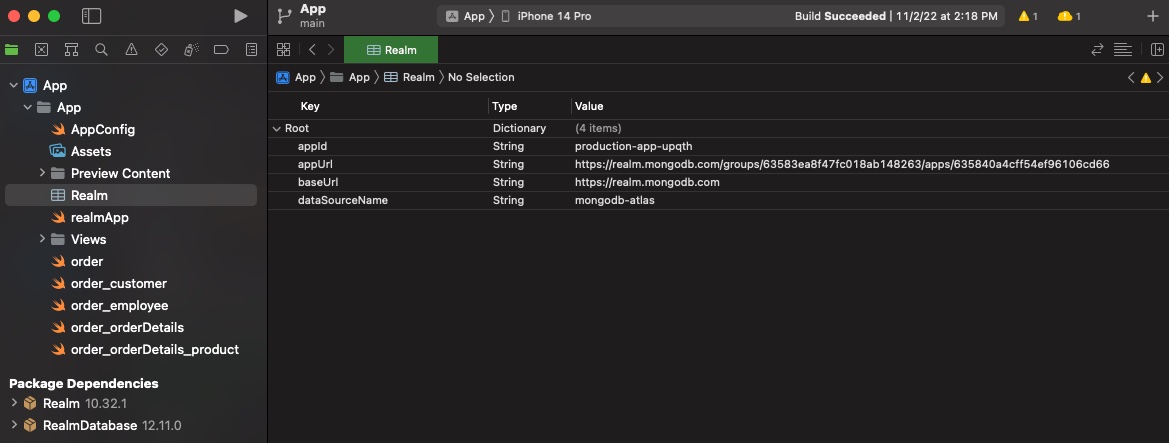 App
main
App 〉 iPhone 14 Pro
Build Succeeded | 11/2/22 at 2:18 PM
1
1
Realm
App 〉 App 〉 Realm 〉 No Selection
App
App
AppConfig
Assets
Preview Content
Realm
realmApp
Views
order
order_customer
order_employee
order_orderDetails
order_orderDetails_product
Package Dependencies
Realm 10.32.1
RealmDatabase 12.11.0
Key Type Value
Root Dictionary (4 items)
appId String production-app-upqth
appUrl String https://realm.mongodb.com/groups/63583ea8f47fc018ab148263/apps/635840a4cff54ef96106cd66
baseUrl String https://realm.mongodb.com
dataSourceName String mongodb-atlas